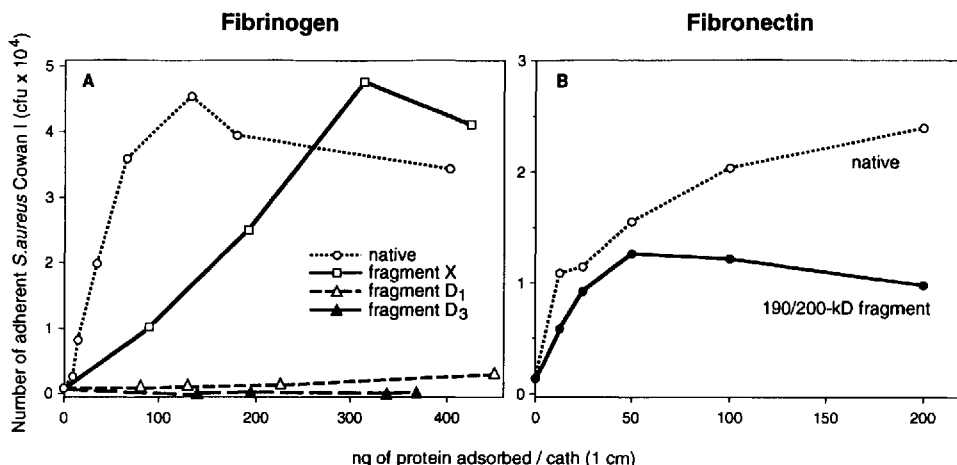 Fibrinogen
Fibronectin
Number of adherent S.aureus Cowan I (cfu x 10⁴)
A
5
4
3
2
1
0
native
fragment X
fragment D₁
fragment D₃
0 100 200 300 400
B
3
2
1
0
native
190/200-kD fragment
0 50 100 150 200
ng of protein adsorbed / cath (1 cm)